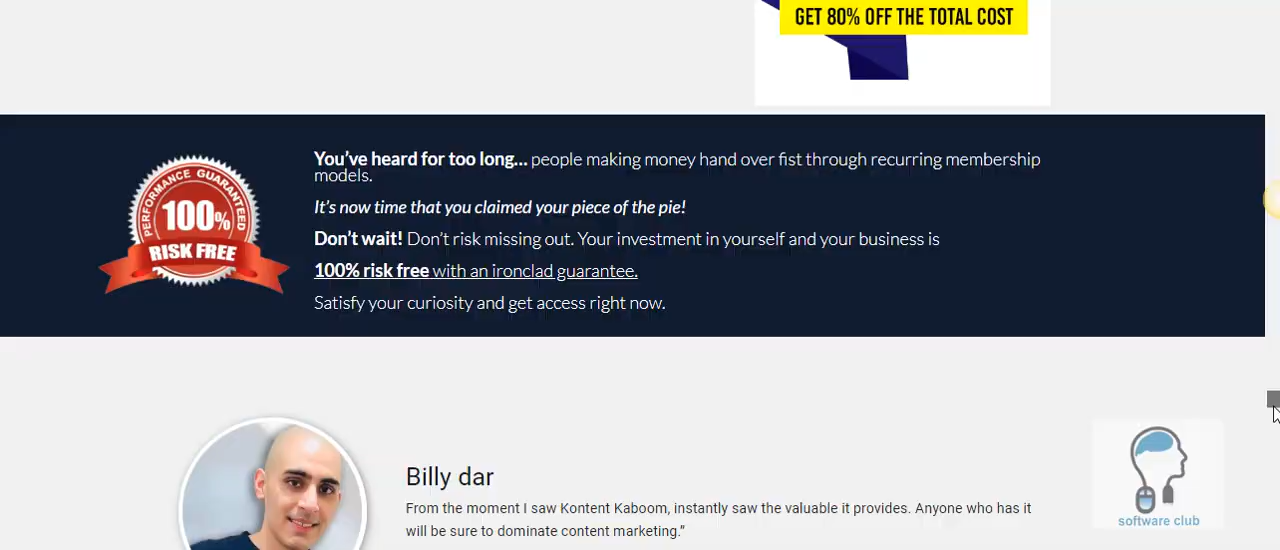 GET 80% OFF THE TOTAL COST
PERFORMANCE GUARANTEED
100%
RISK FREE
You've heard for too long... people making money hand over fist through recurring membership
models.
It's now time that you claimed your piece of the pie!
Don't wait! Don't risk missing out. Your investment in yourself and your business is
100% risk free with an ironclad guarantee.
Satisfy your curiosity and get access right now.
Billy dar
From the moment I saw Kontent Kaboom, instantly saw the valuable it provides. Anyone who has it
will be sure to dominate content marketing.”
software club